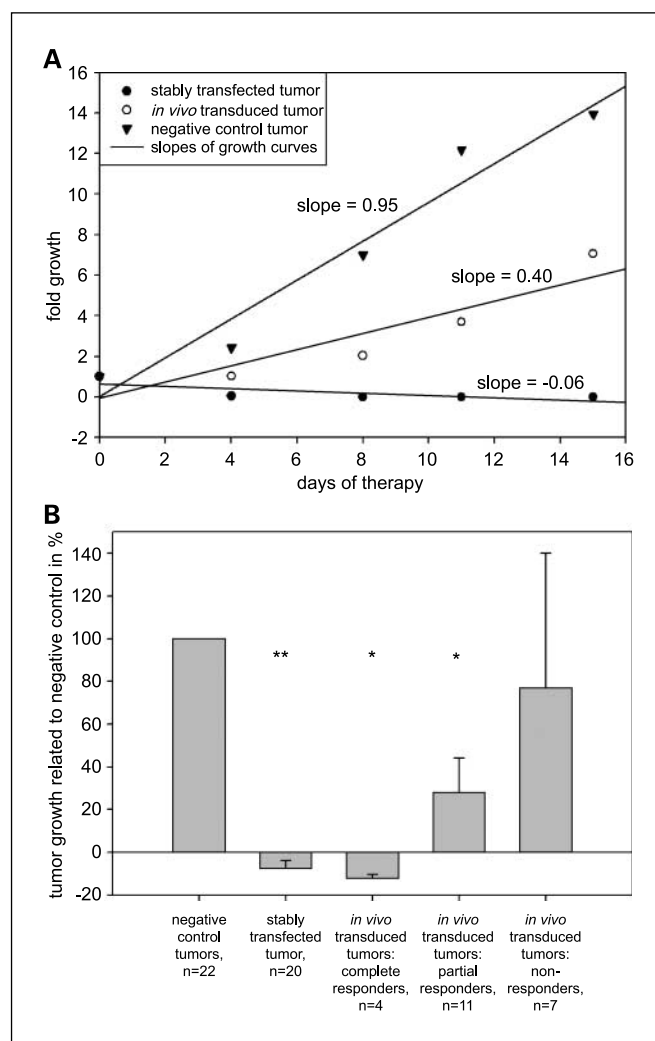 A
16
14
12
10
8
6
4
2
0
-2
fold growth
stably transfected tumor
in vivo transduced tumor
negative control tumor
slopes of growth curves
slope = 0.95
slope = 0.40
slope = -0.06
0 2 4 6 8 10 12 14 16
days of therapy
B
140
120
100
80
60
40
20
0
-20
tumor growth related to negative control in %
** * *
negative
control
tumors,
n=22
stably
transfected
tumor,
n=20
in vivo
transduced
tumors:
complete
responders,
n=4
in vivo
transduced
tumors:
partial
responders,
n=11
in vivo
transduced
tumors:
non-
responders,
n=7